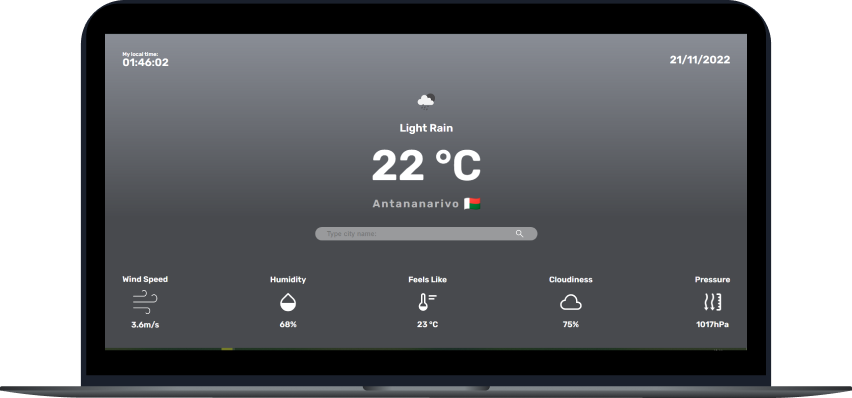 My local time:
01:46:02
21/11/2022
Light Rain
22 °C
Antananarivo
Type city name:
Wind Speed
Humidity
Feels Like
Cloudiness
Pressure
3.6m/s
68%
23 °C
75%
1017hPa